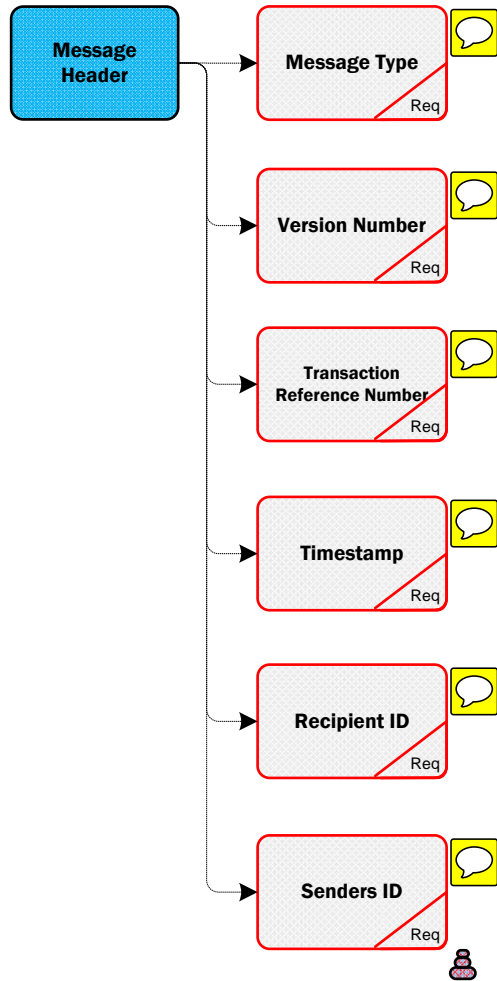 Message
Header
Message Type
Req
Version Number
Req
Transaction
Reference Number
Req
Timestamp
Req
Recipient ID
Req
Senders ID
Req